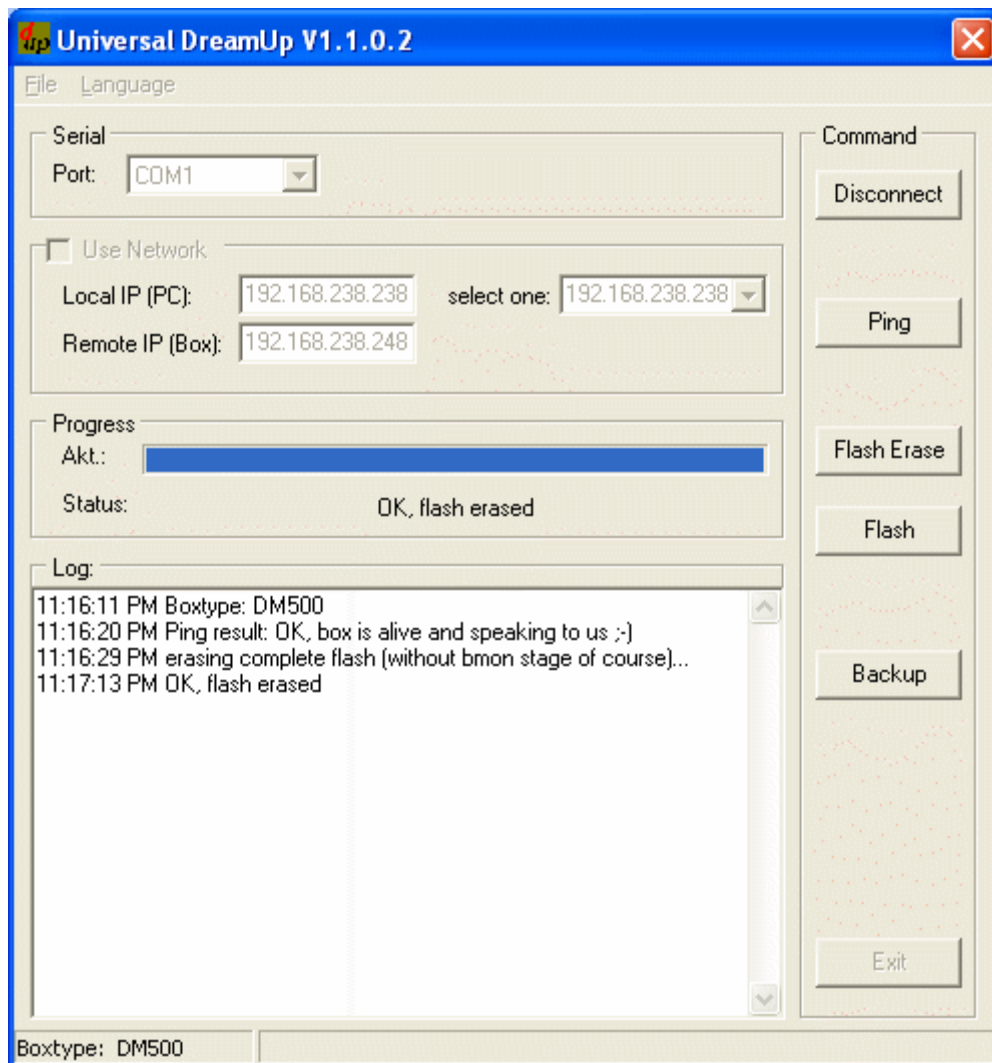 Universal DreamUp V1.1.0.2
File Language
Serial
Port: COM1
Use Network
Local IP (PC): 192.168.238.238 select one: 192.168.238.238
Remote IP (Box): 192.168.238.248
Progress
Akt.:
Status: OK, flash erased
Log:
11:16:11 PM Boxtype: DM500
11:16:20 PM Ping result: OK, box is alive and speaking to us ;-)
11:16:29 PM erasing complete flash (without bmon stage of course)...
11:17:13 PM OK, flash erased
Command
Disconnect
Ping
Flash Erase
Flash
Backup
Exit
Boxtype: DM500